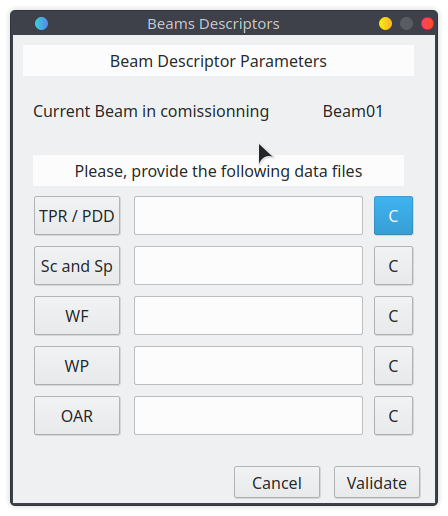 Beams Descriptors
Beam Descriptor Parameters
Current Beam in comissionning Beam01
Please, provide the following data files
TPR / PDD C
Sc and Sp C
WF C
WP C
OAR C
Cancel Validate